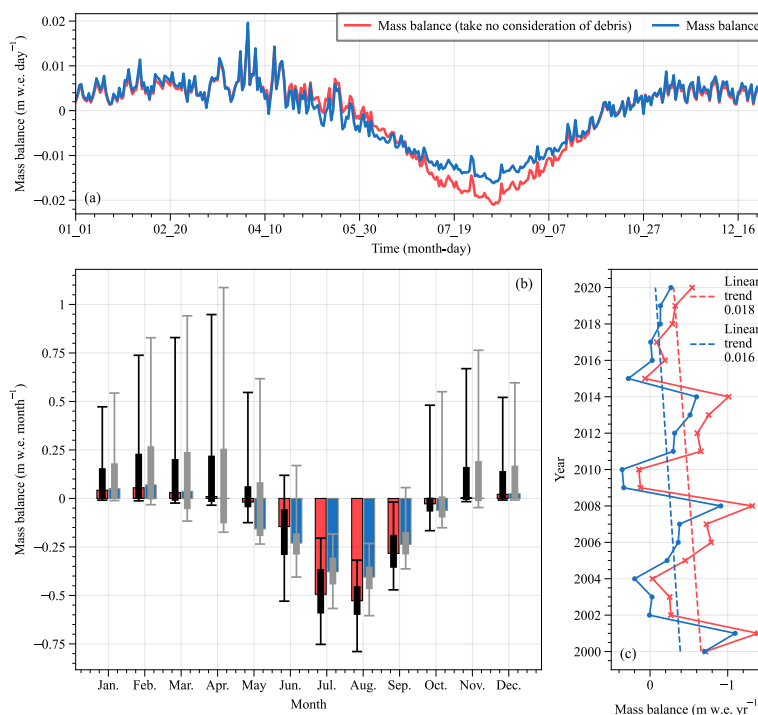 Mass balance (take no consideration of debris) Mass balance
Mass balance (m w.e. day−1)
0.02
0.01
0
−0.01
−0.02
(a)
01_01 02_20 04_10 05_30 07_19 09_07 10_27 12_16
Time (month-day)
Mass balance (m w.e. month−1)
(b)
1
0.75
0.5
0.25
0
−0.25
−0.5
−0.75
Jan. Feb. Mar. Apr. May Jun. Jul. Aug. Sep. Oct. Nov. Dec.
Month
Year
2020
2018
2016
2014
2012
2010
2008
2006
2004
2002
2000
Linear
trend
0.018
Linear
trend
0.016
(c)
0 −1
Mass balance (m w.e. yr−1)